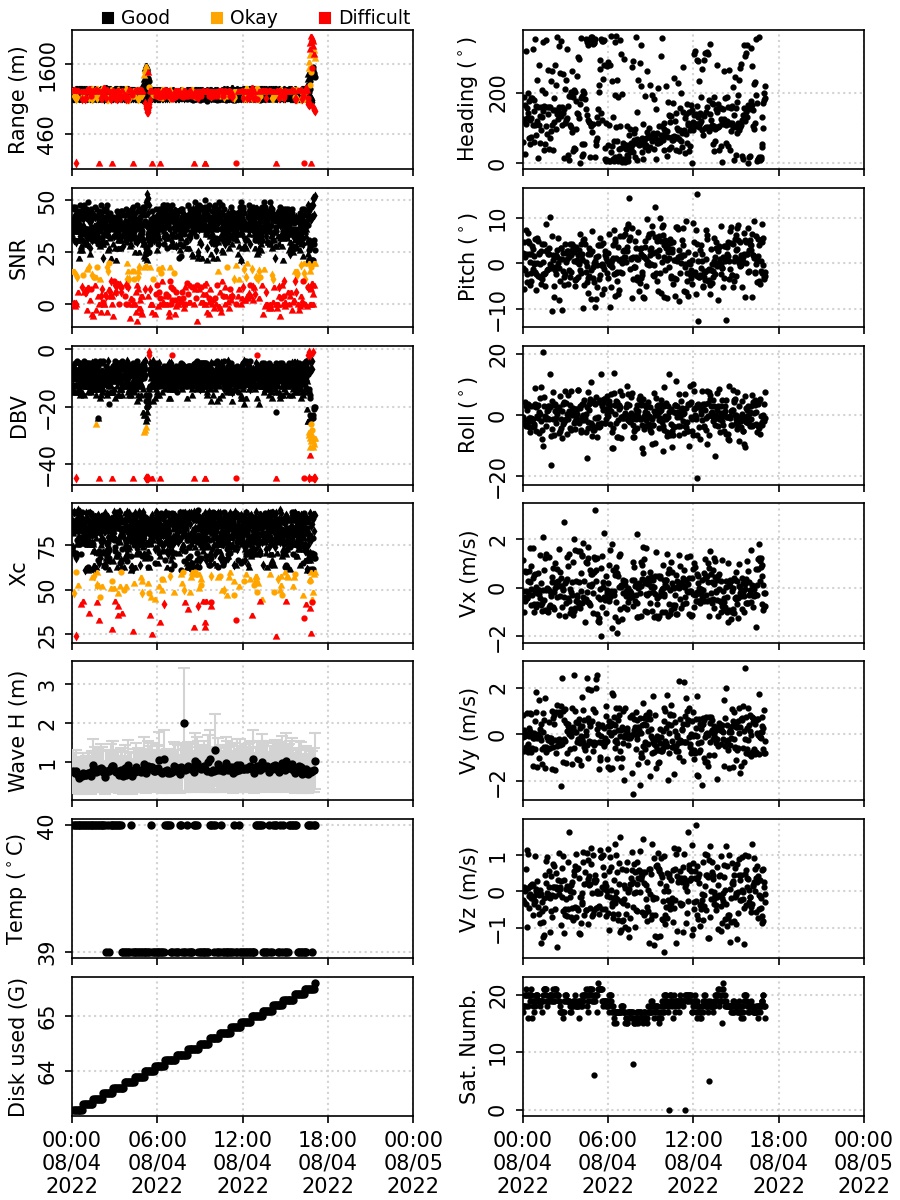 Good Okay Difficult
Range (m)
1600
460
SNR
50
25
0
DBV
0
−20
−40
Xc
75
50
25
Wave H (m)
3
2
1
Temp (°C)
40
39
Disk used (G)
65
64
00:00 06:00 12:00 18:00 00:00
08/04 08/04 08/04 08/04 08/05
2022 2022 2022 2022 2022
Heading (°)
200
0
Pitch (°)
10
0
−10
Roll (°)
20
0
−20
Vx (m/s)
2
0
−2
Vy (m/s)
2
0
−2
Vz (m/s)
1
0
−1
Sat. Numb.
20
10
0
00:00 06:00 12:00 18:00 00:00
08/04 08/04 08/04 08/04 08/05
2022 2022 2022 2022 2022